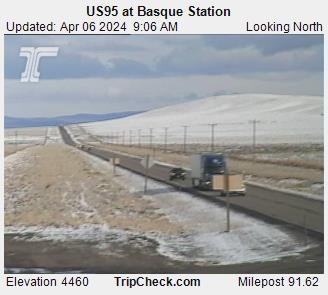 US95 at Basque Station
Updated: Apr 06 2024 9:06 AM Looking North
Elevation 4460 TripCheck.com Milepost 91.62